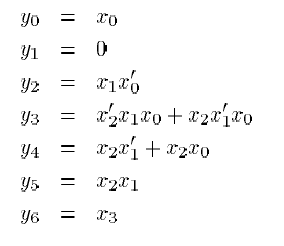 y₀ = x₀
y₁ = 0
y₂ = x₁x₀′
y₃ = x₂′x₁x₀ + x₂x₁′x₀
y₄ = x₂x₁′ + x₂x₀
y₅ = x₂x₁
y₆ = x₃